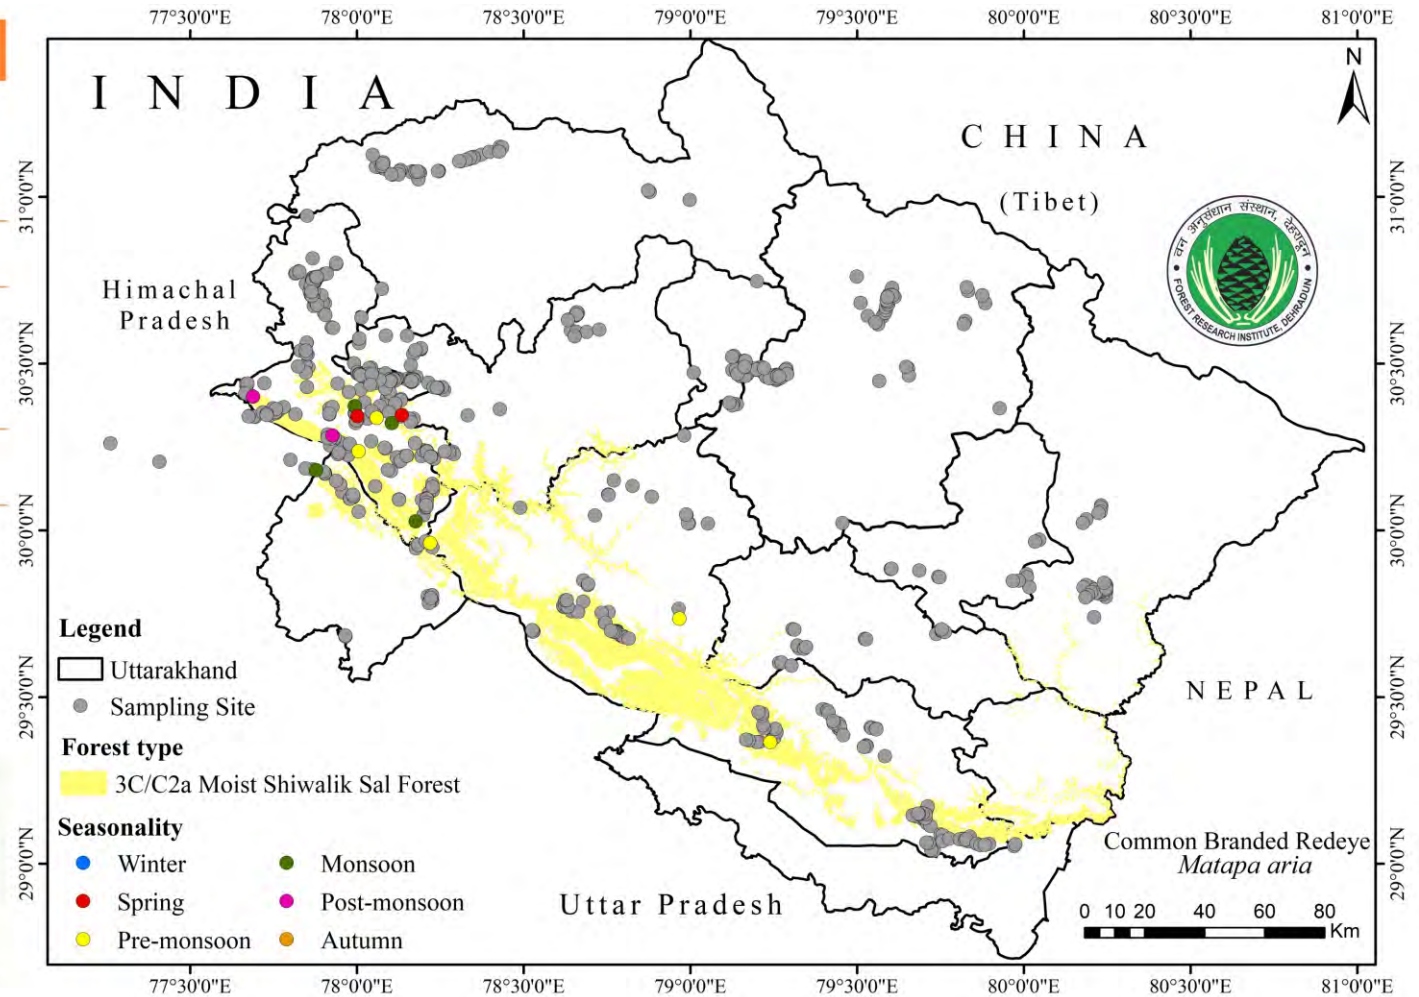 77°30'0"E 78°0'0"E 78°30'0"E 79°0'0"E 79°30'0"E 80°0'0"E 80°30'0"E 81°0'0"E
INDIA
N
CHINA
(Tibet)
31°0'0"N
31°0'0"N
वन अनुसंधान संस्थान, देहरादून
FOREST RESEARCH INSTITUTE, DEHRADUN
Himachal
Pradesh
30°30'0"N
30°30'0"N
30°0'0"N
30°0'0"N
Legend
Uttarakhand
Sampling Site
NEPAL
29°30'0"N
29°30'0"N
Forest type
3C/C2a Moist Shiwalik Sal Forest
Seasonality
Winter
Monsoon
Spring
Post-monsoon
Pre-monsoon
Autumn
29°0'0"N
29°0'0"N
Common Branded Redeye
Matapa aria
Uttar Pradesh
0 10 20 40 60 80
Km
77°30'0"E 78°0'0"E 78°30'0"E 79°0'0"E 79°30'0"E 80°0'0"E 80°30'0"E 81°0'0"E